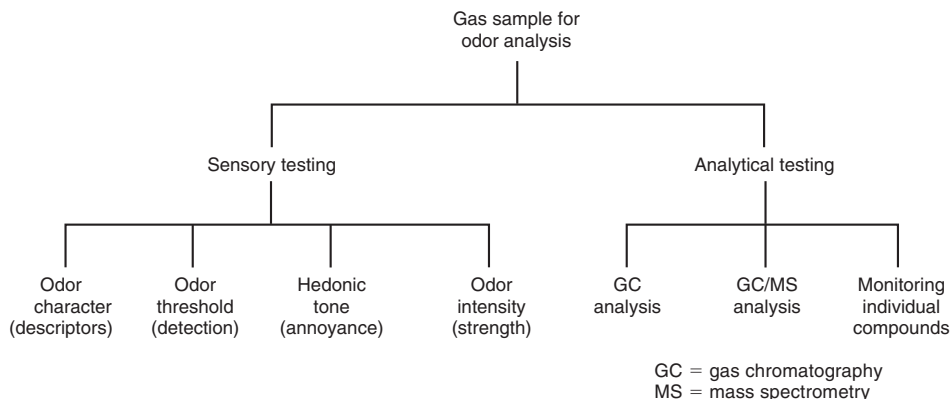 Gas sample for
odor analysis
Sensory testing
Analytical testing
Odor
character
(descriptors)
Odor
threshold
(detection)
Hedonic
tone
(annoyance)
Odor
intensity
(strength)
GC
analysis
GC/MS
analysis
Monitoring
individual
compounds
GC = gas chromatography
MS = mass spectrometry